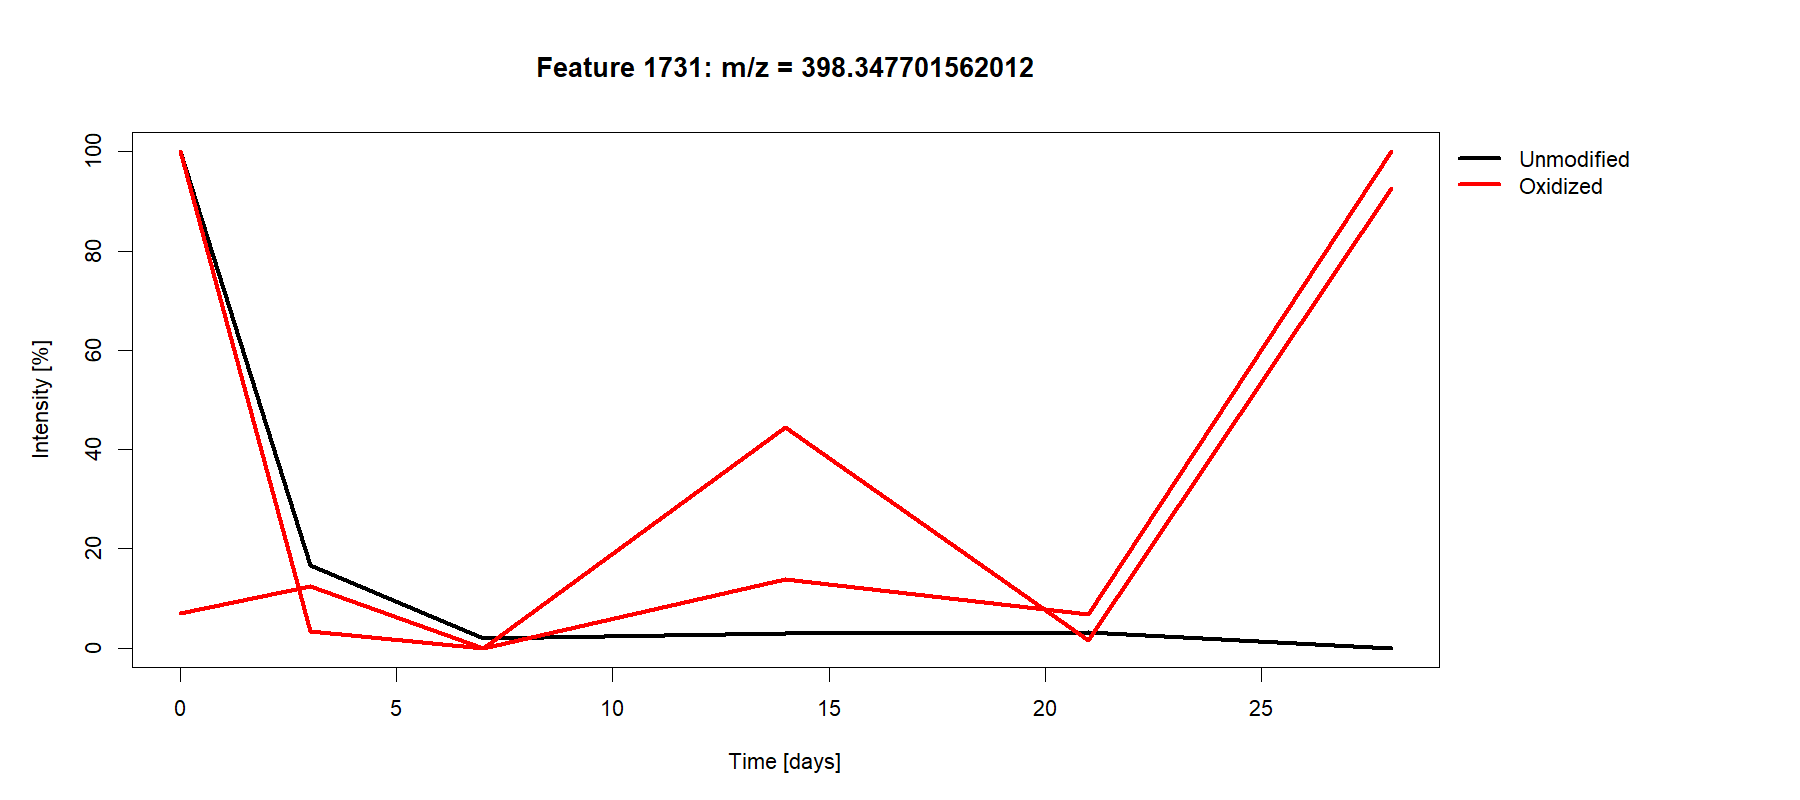 Feature 1731: m/z = 398.347701562012
100
80
60
40
20
0
Intensity [%]
0 5 10 15 20 25
Time [days]
Unmodified
Oxidized